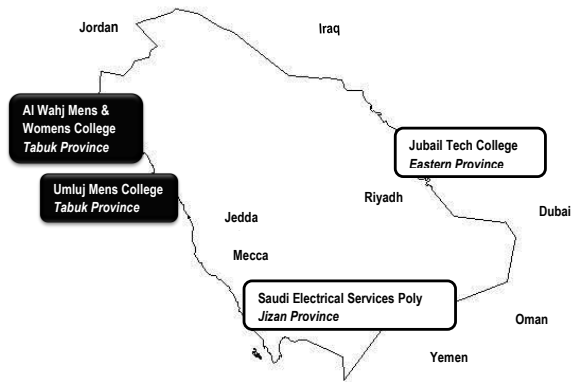 Jordan
Iraq
Al Wahj Mens &
Womens College
Tabuk Province
Jubail Tech College
Eastern Province
Umluj Mens College
Tabuk Province
Riyadh
Jedda
Dubai
Mecca
Saudi Electrical Services Poly
Jizan Province
Oman
Yemen